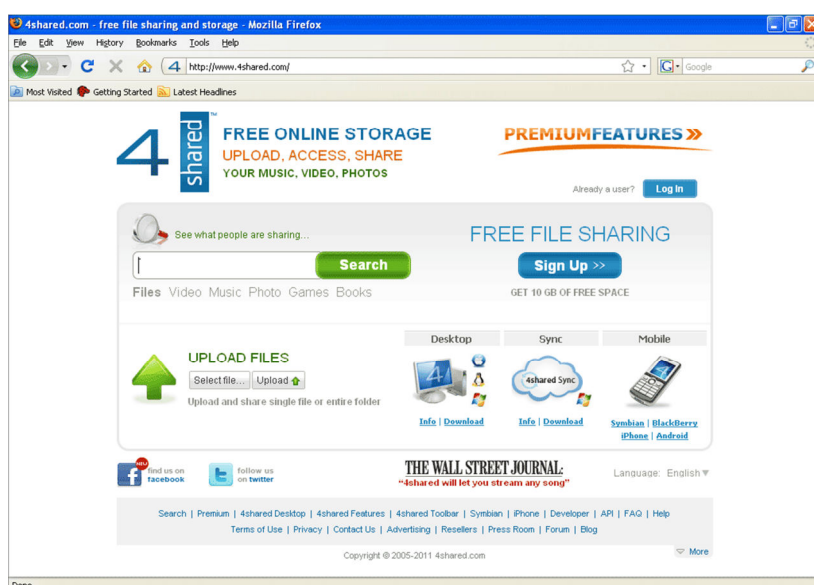 4shared.com - free file sharing and storage - Mozilla Firefox
File Edit View History Bookmarks Tools Help
4 http://www.4shared.com/ G Google
Most Visited Getting Started Latest Headlines
4 shared ™
FREE ONLINE STORAGE
UPLOAD, ACCESS, SHARE
YOUR MUSIC, VIDEO, PHOTOS
PREMIUMFEATURES »
Already a user? Log In
See what people are sharing...
Search
Files Video Music Photo Games Books
FREE FILE SHARING
Sign Up >>
GET 10 GB OF FREE SPACE
UPLOAD FILES
Select file... Upload
Upload and share single file or entire folder
Desktop Sync Mobile
4 4shared Sync
Info | Download Info | Download Symbian | BlackBerry
iPhone | Android
NEW find us on facebook
follow us on twitter
THE WALL STREET JOURNAL:
"4shared will let you stream any song"
Language: English
Search | Premium | 4shared Desktop | 4shared Features | 4shared Toolbar | Symbian | iPhone | Developer | API | FAQ | Help
Terms of Use | Privacy | Contact Us | Advertising | Resellers | Press Room | Forum | Blog
Copyright © 2005-2011 4shared.com
More
Done